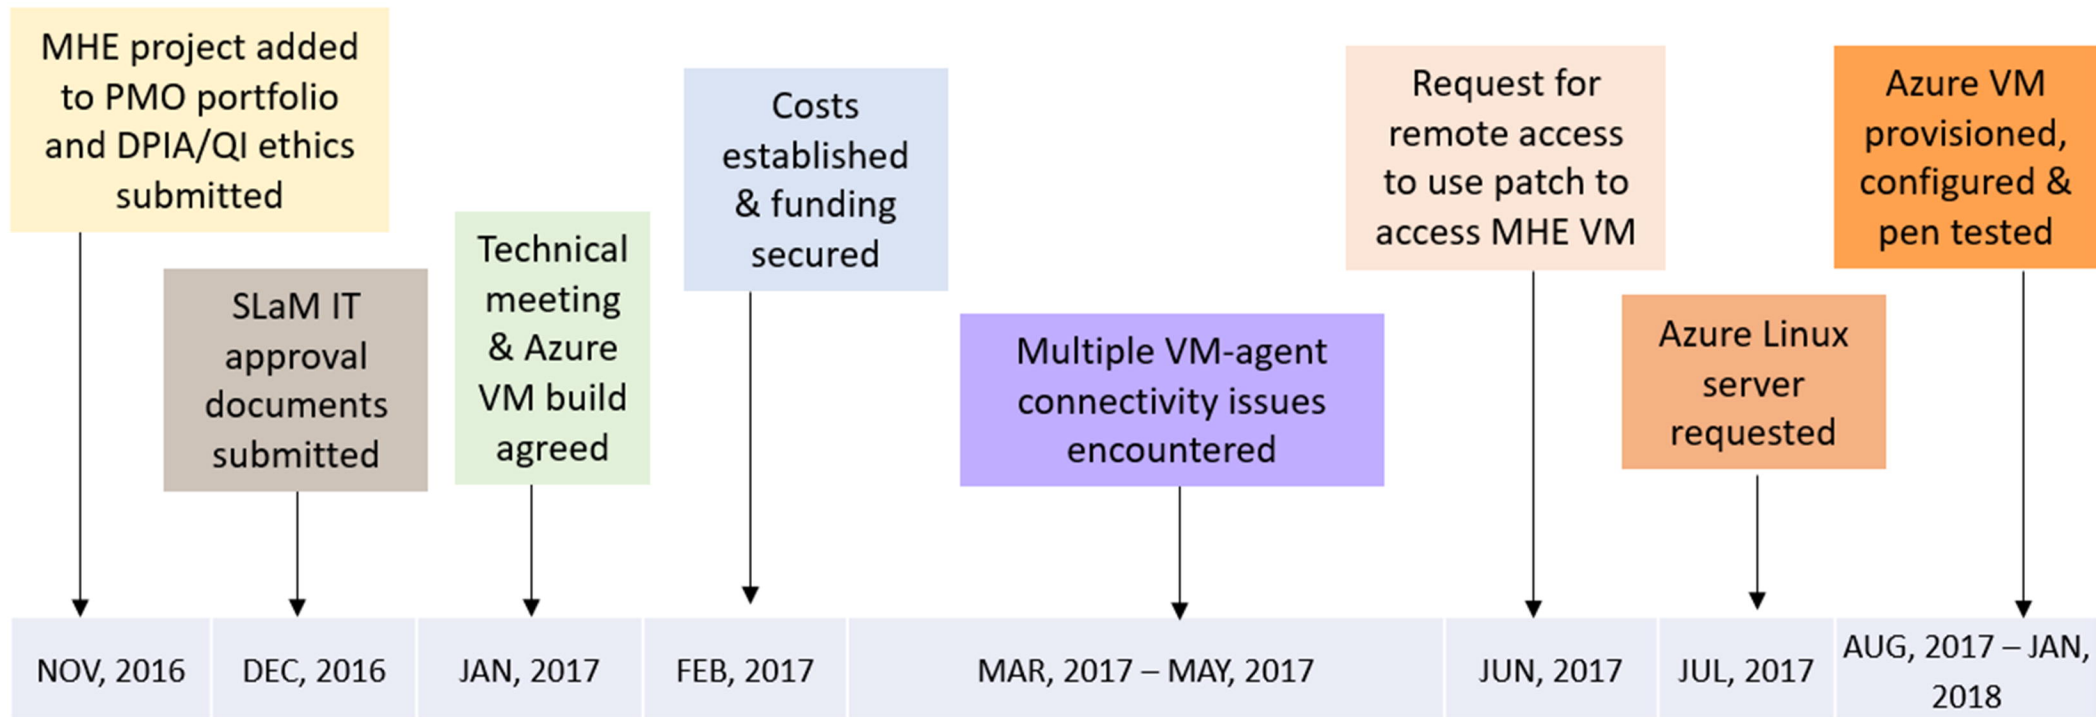 MHE project added
to PMO portfolio
and DPIA/QI ethics
submitted
SLaM IT
approval
documents
submitted
Technical
meeting
& Azure
VM build
agreed
Costs
established
& funding
secured
Multiple VM-agent
connectivity issues
encountered
Request for
remote access
to use patch to
access MHE VM
Azure Linux
server
requested
Azure VM
provisioned,
configured &
pen tested
NOV, 2016
DEC, 2016
JAN, 2017
FEB, 2017
MAR, 2017 – MAY, 2017
JUN, 2017
JUL, 2017
AUG, 2017 – JAN,
2018